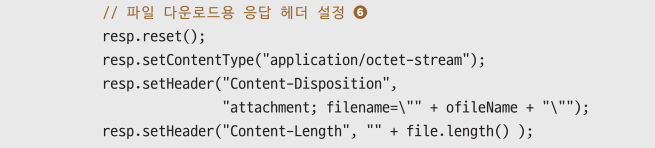 // 파일 다운로드용 응답 헤더 설정 ❻
resp.reset();
resp.setContentType("application/octet-stream");
resp.setHeader("Content-Disposition",
"attachment; filename=\"" + ofileName + "\"");
resp.setHeader("Content-Length", "" + file.length() );